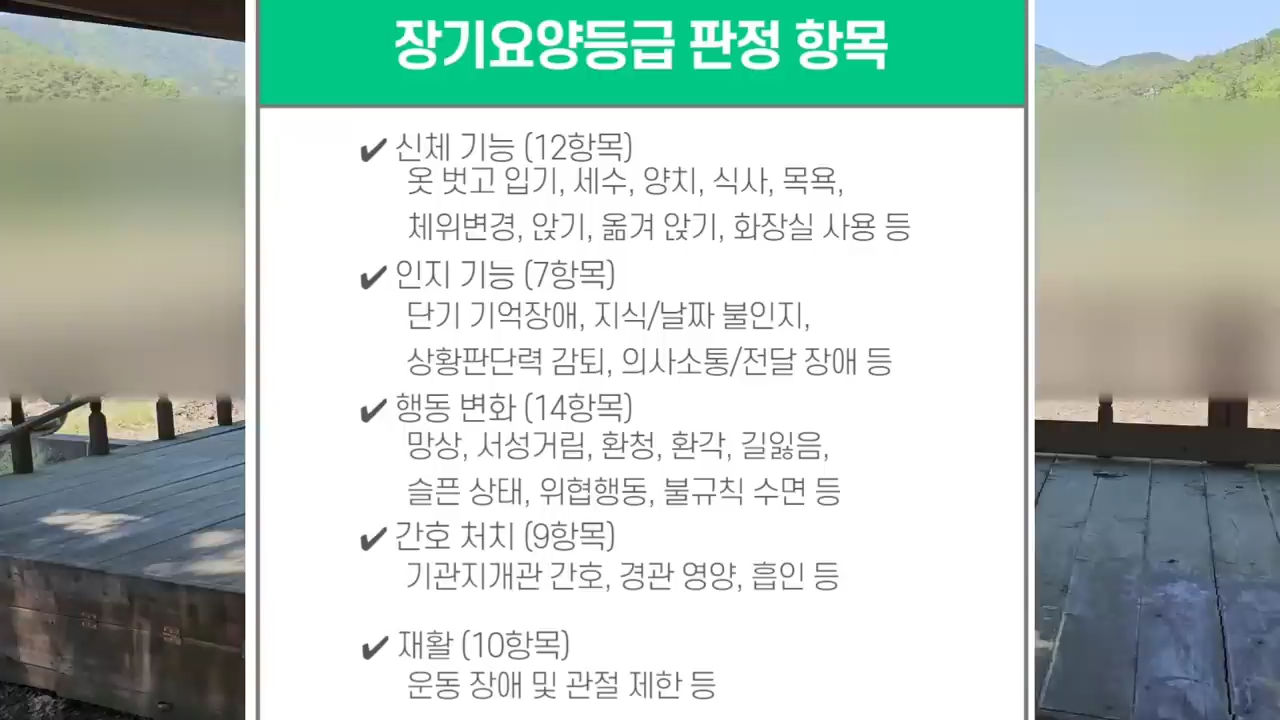 장기요양등급 판정 항목
✔ 신체 기능 (12항목)
옷 벗고 입기, 세수, 양치, 식사, 목욕,
체위변경, 앉기, 옮겨 앉기, 화장실 사용 등
✔ 인지 기능 (7항목)
단기 기억장애, 지식/날짜 불인지,
상황판단력 감퇴, 의사소통/전달 장애 등
✔ 행동 변화 (14항목)
망상, 서성거림, 환청, 환각, 길잃음,
슬픈 상태, 위협행동, 불규칙 수면 등
✔ 간호 처치 (9항목)
기관지개관 간호, 경관 영양, 흡인 등
✔ 재활 (10항목)
운동 장애 및 관절 제한 등